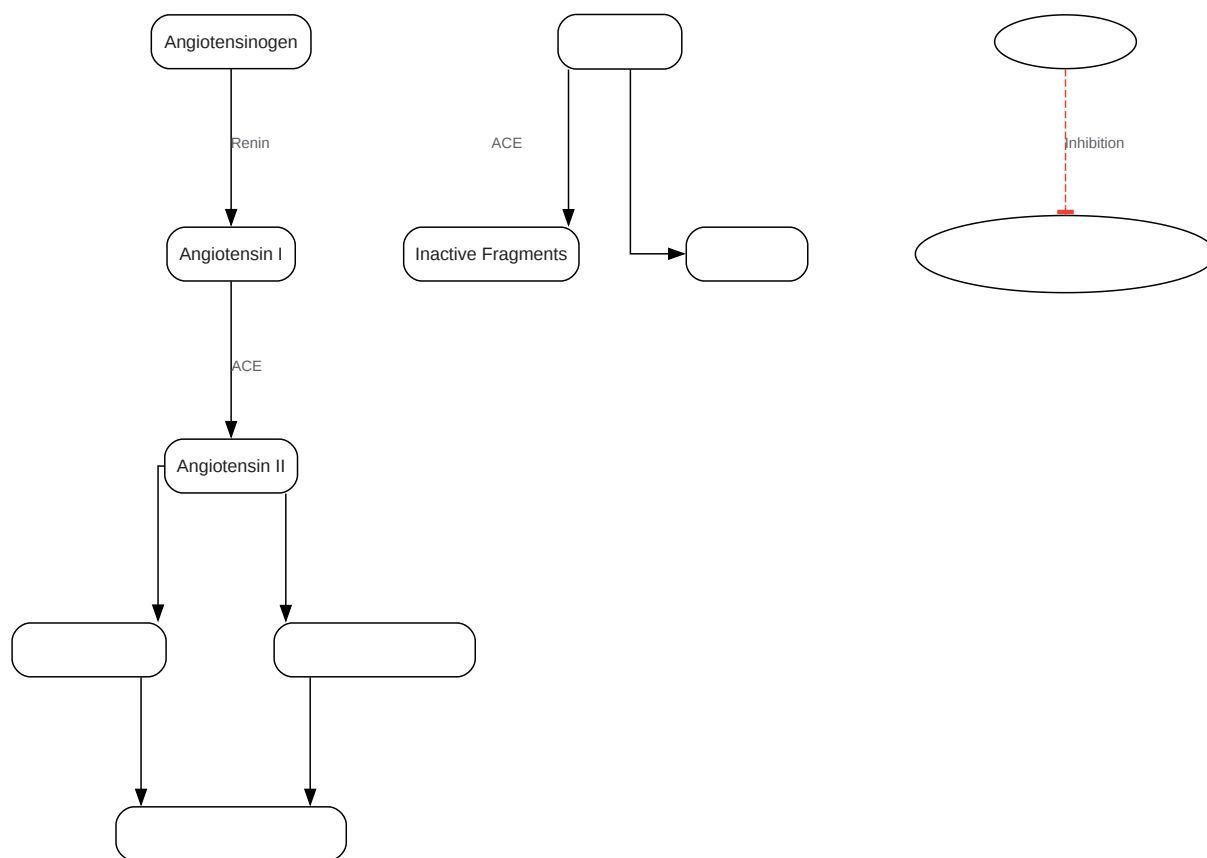 Angiotensinogen
Renin
ACE
Inhibition
Angiotensin I
Inactive Fragments
ACE
Angiotensin II